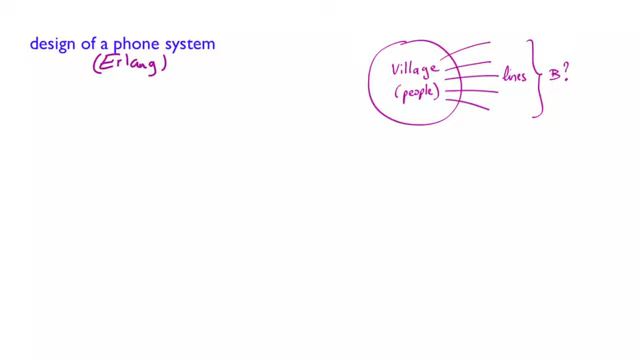 design of a phone system
(Erlang)
Village
(people)
lines
B?